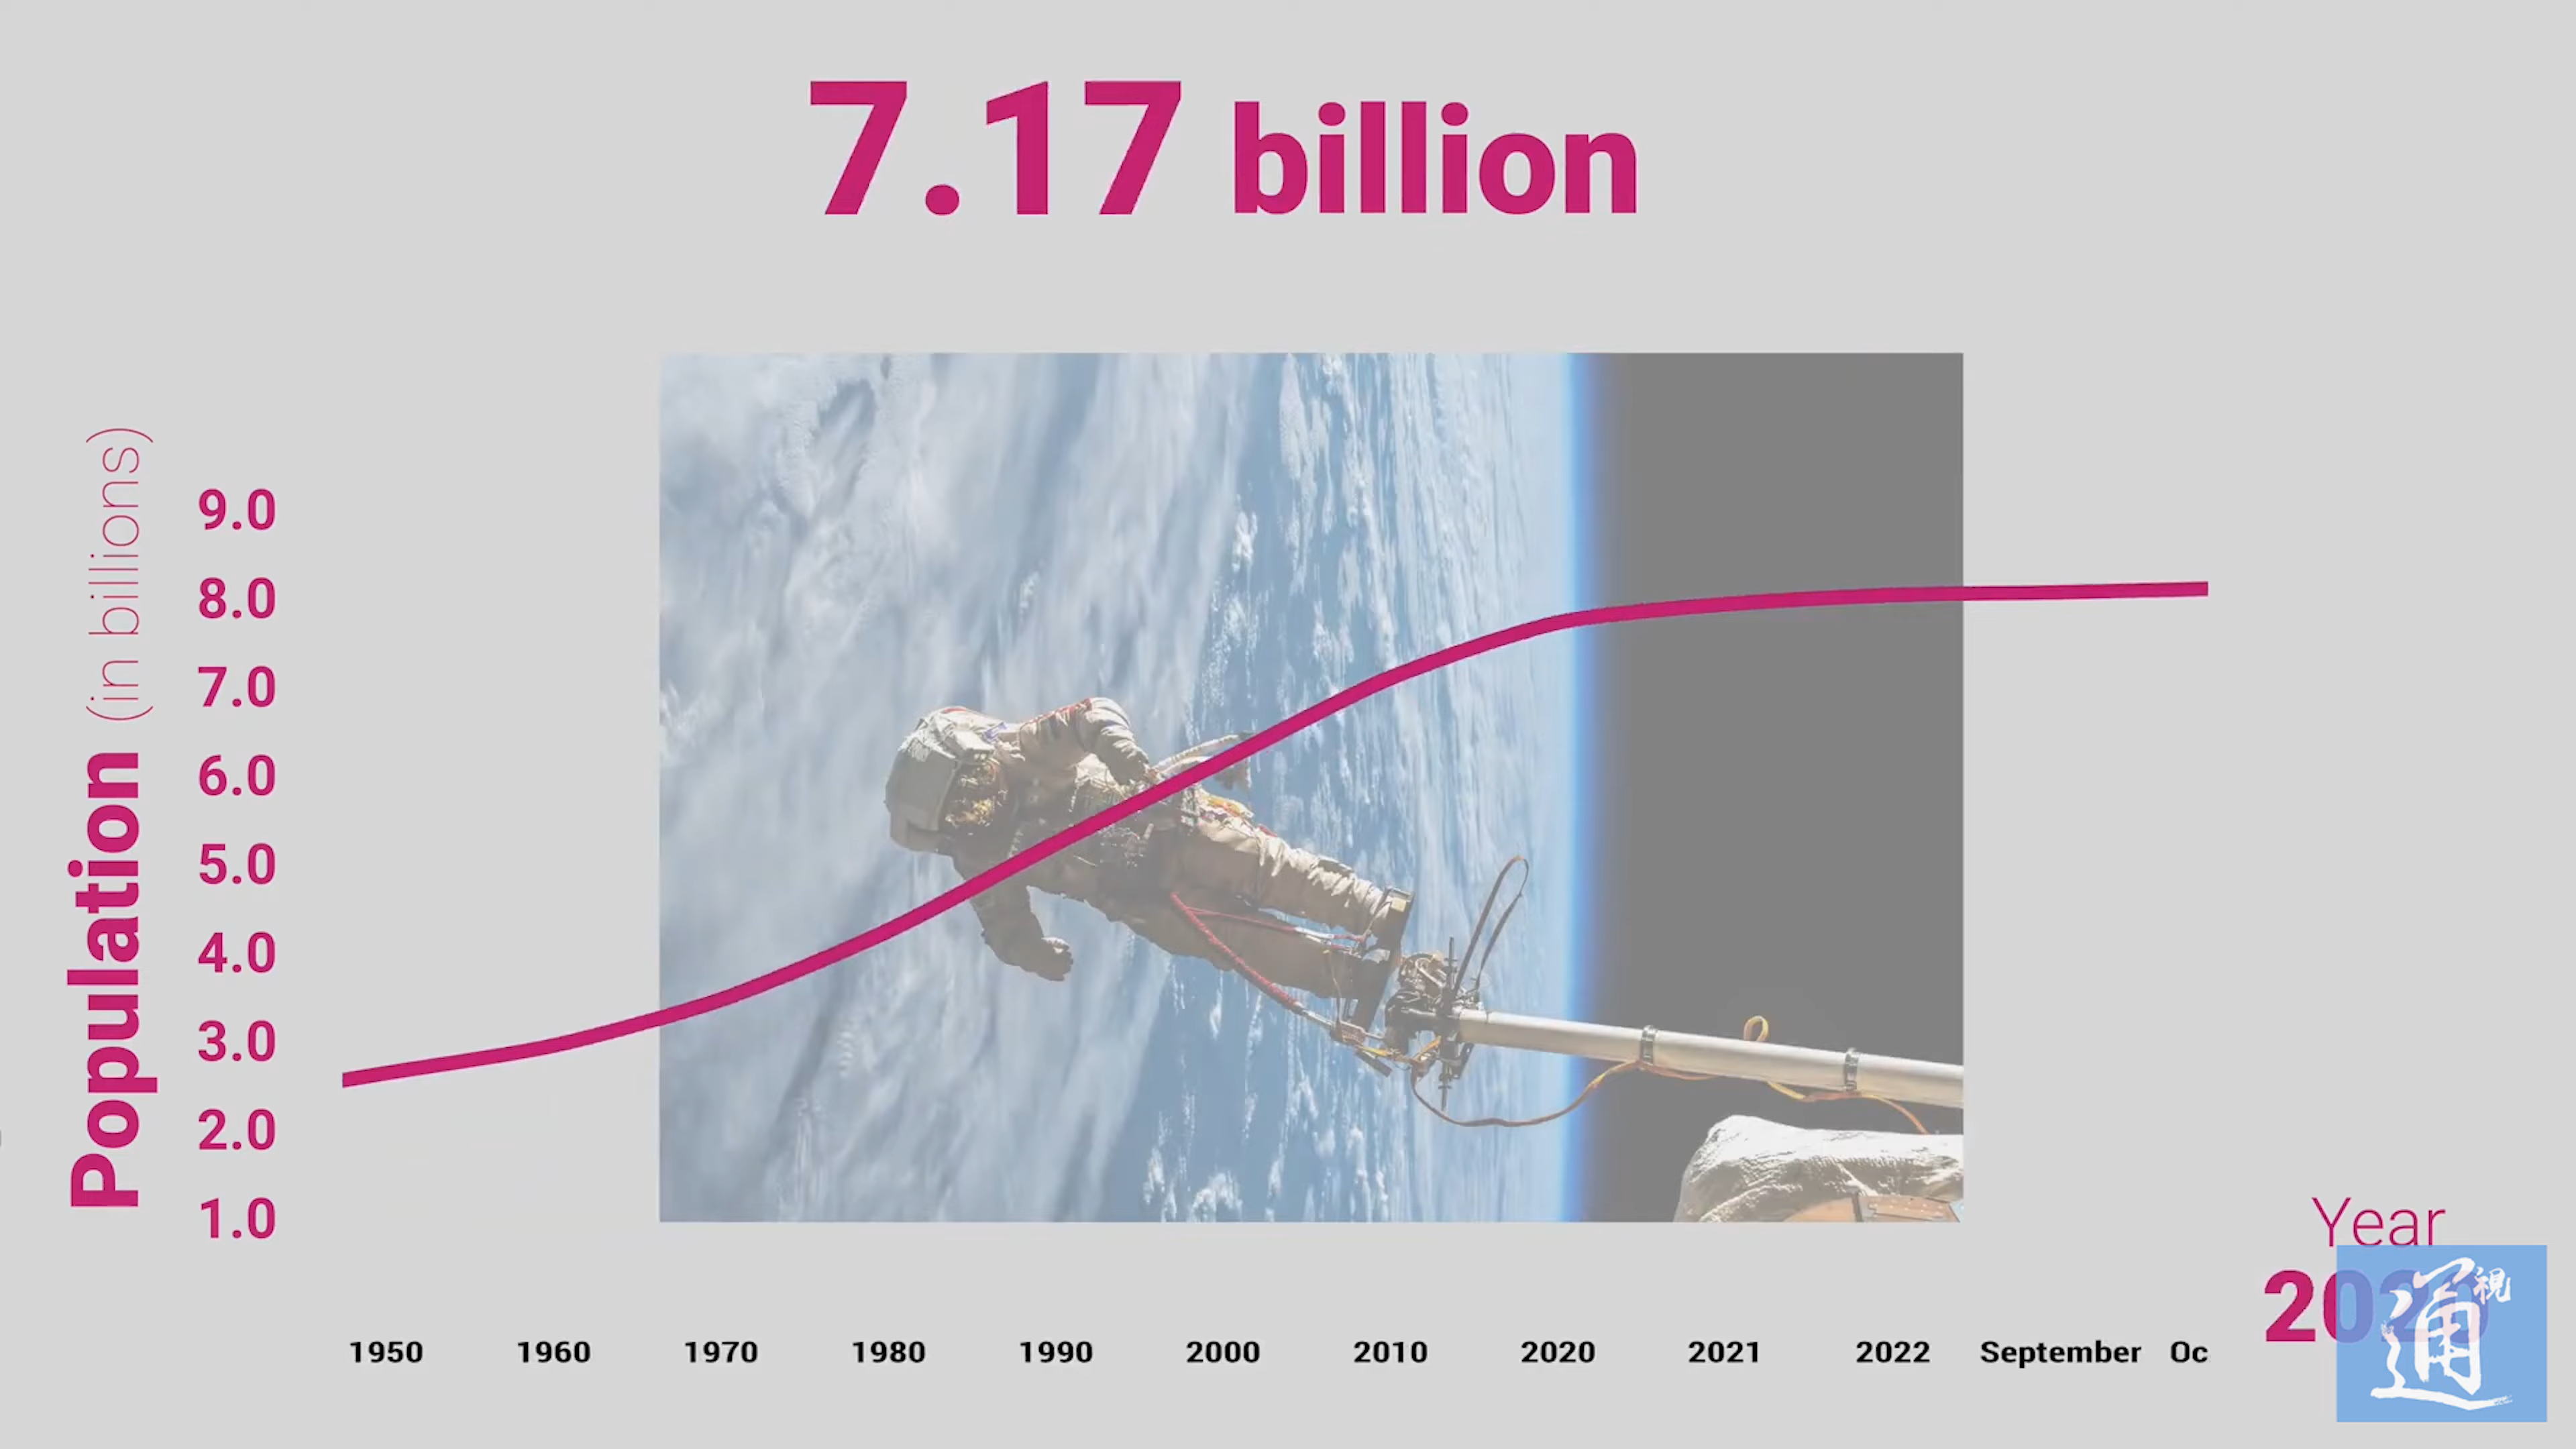 7.17 billion
Population (in billions)
9.0
8.0
7.0
6.0
5.0
4.0
3.0
2.0
1.0
Year
2020
1950 1960 1970 1980 1990 2000 2010 2020 2021 2022 September Oc
視
通